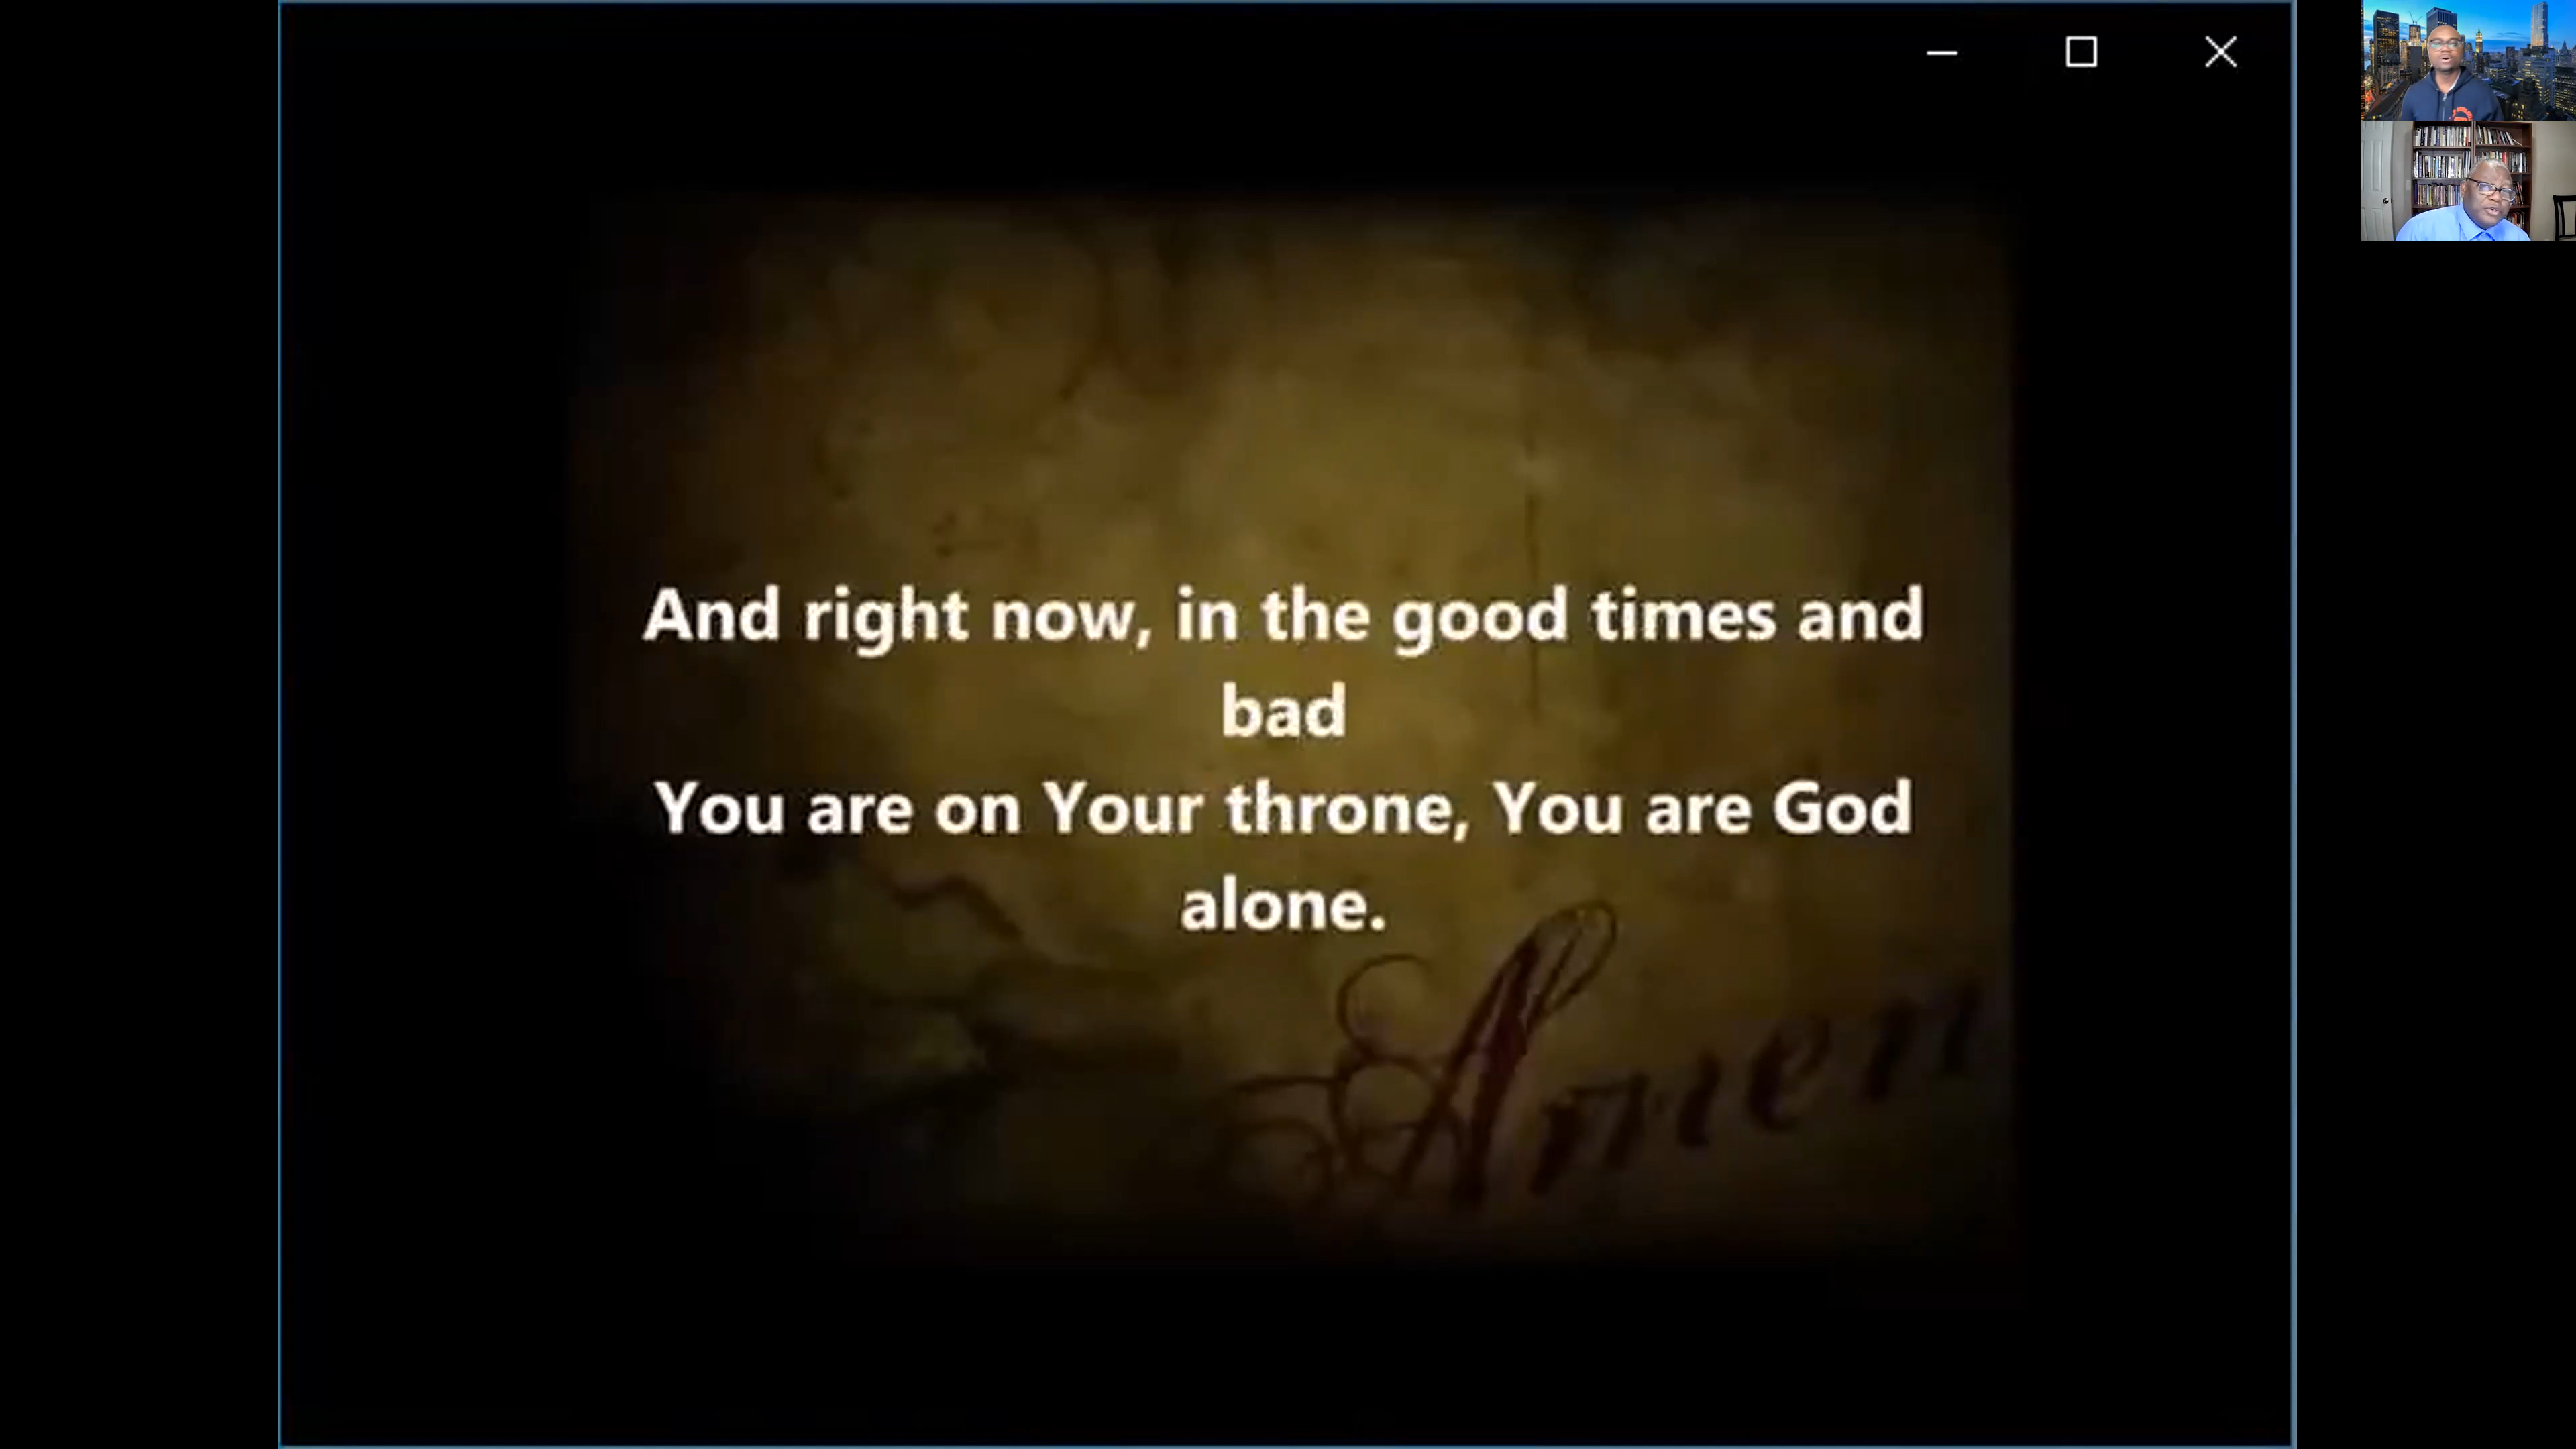 And right now, in the good times and
bad
You are on Your throne, You are God
alone.
Amen